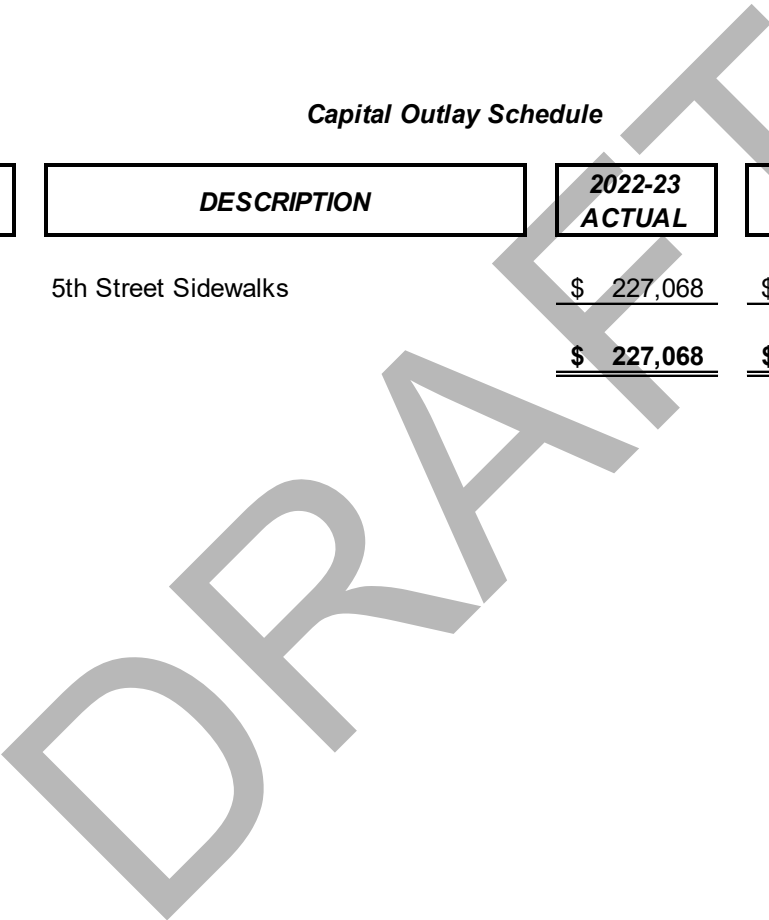 Capital Outlay Schedule
DESCRIPTION
2022-23
ACTUAL
5th Street Sidewalks $ 227,068 $
$ 227,068 $
DRAFT